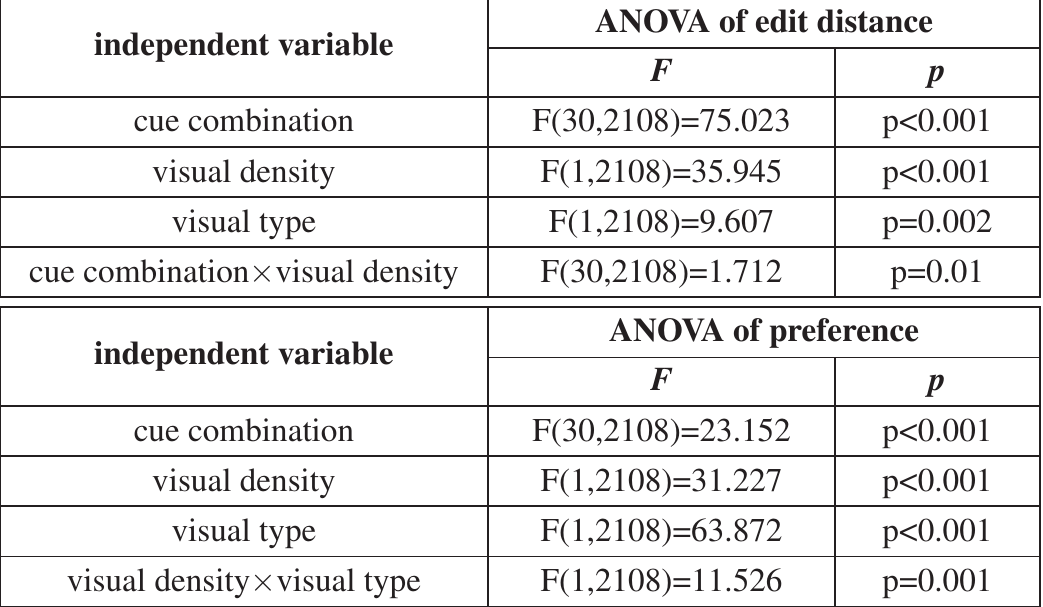 independent variable ANOVA of edit distance
F p
cue combination F(30,2108)=75.023 p<0.001
visual density F(1,2108)=35.945 p<0.001
visual type F(1,2108)=9.607 p=0.002
cue combination×visual density F(30,2108)=1.712 p=0.01
independent variable ANOVA of preference
F p
cue combination F(30,2108)=23.152 p<0.001
visual density F(1,2108)=31.227 p<0.001
visual type F(1,2108)=63.872 p<0.001
visual density×visual type F(1,2108)=11.526 p=0.001